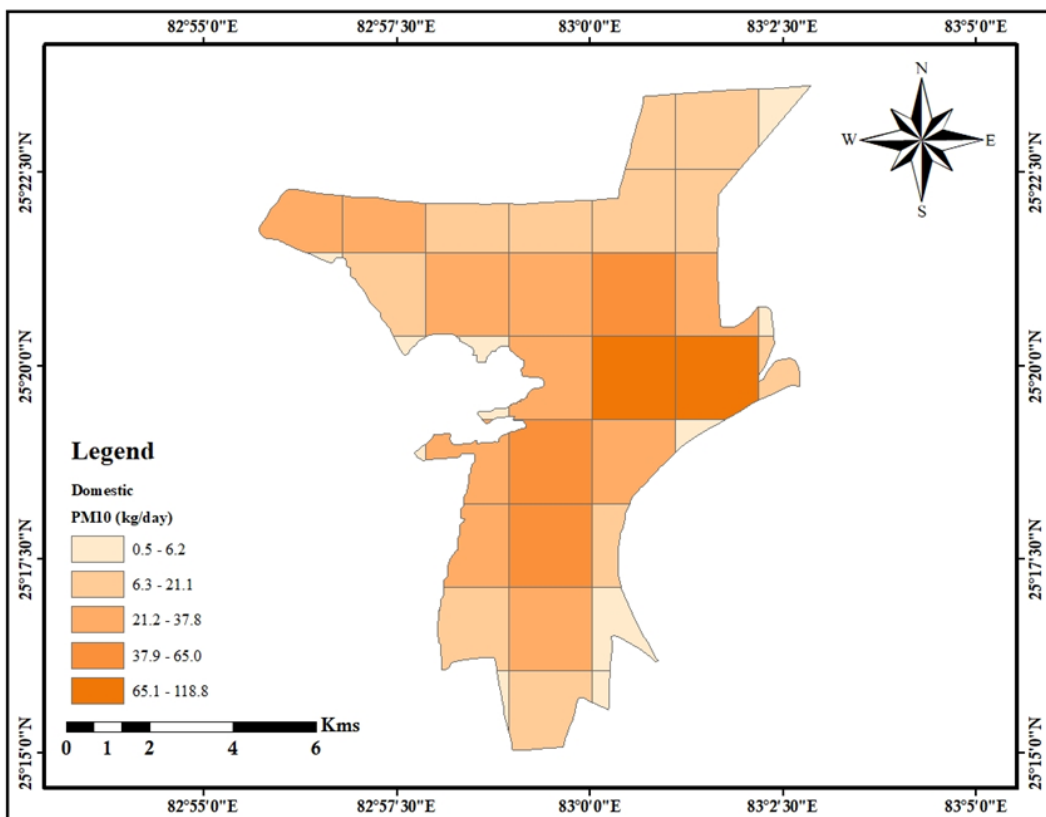 82°55'0"E 82°57'30"E 83°0'0"E 83°2'30"E 83°5'0"E
N
W E
S
25°22'30"N 25°22'30"N
25°20'0"N 25°20'0"N
25°17'30"N 25°17'30"N
25°15'0"N 25°15'0"N
Legend
Domestic
PM10 (kg/day)
0.5 - 6.2
6.3 - 21.1
21.2 - 37.8
37.9 - 65.0
65.1 - 118.8
Kms
0 1 2 4 6
82°55'0"E 82°57'30"E 83°0'0"E 83°2'30"E 83°5'0"E